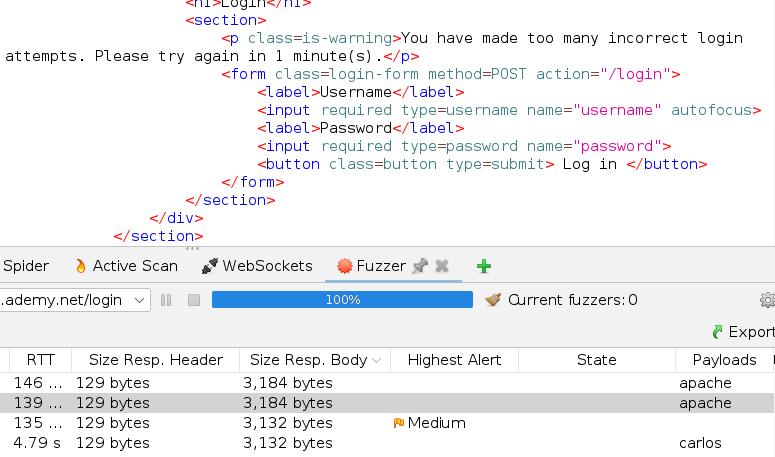 <h1>Login</h1>
<section>
<p class=is-warning>You have made too many incorrect login
attempts. Please try again in 1 minute(s).</p>
<form class=login-form method=POST action="/login">
<label>Username</label>
<input required type=username name="username" autofocus>
<label>Password</label>
<input required type=password name="password">
<button class=button type=submit> Log in </button>
</form>
</section>
</div>
</section>
Spider Active Scan WebSockets Fuzzer
.ademy.net/login 100% Current fuzzers: 0
Export
RTT Size Resp. Header Size Resp. Body Highest Alert State Payloads
146 ... 129 bytes 3,184 bytes apache
139 ... 129 bytes 3,184 bytes apache
135 ... 129 bytes 3,132 bytes Medium
4.79 s 129 bytes 3,132 bytes carlos